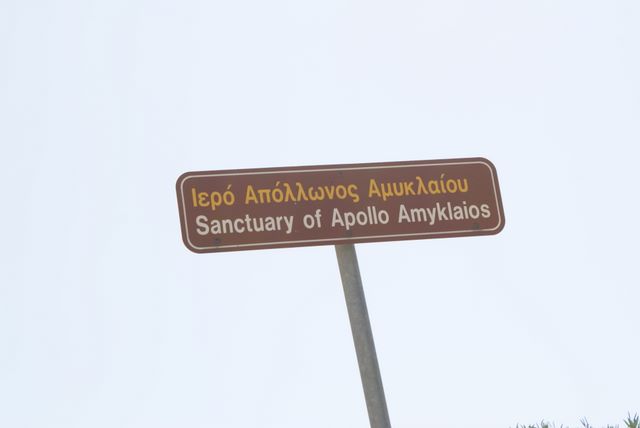 Ιερό Απόλλωνος Αμυκλαίου
Sanctuary of Apollo Amyklaios